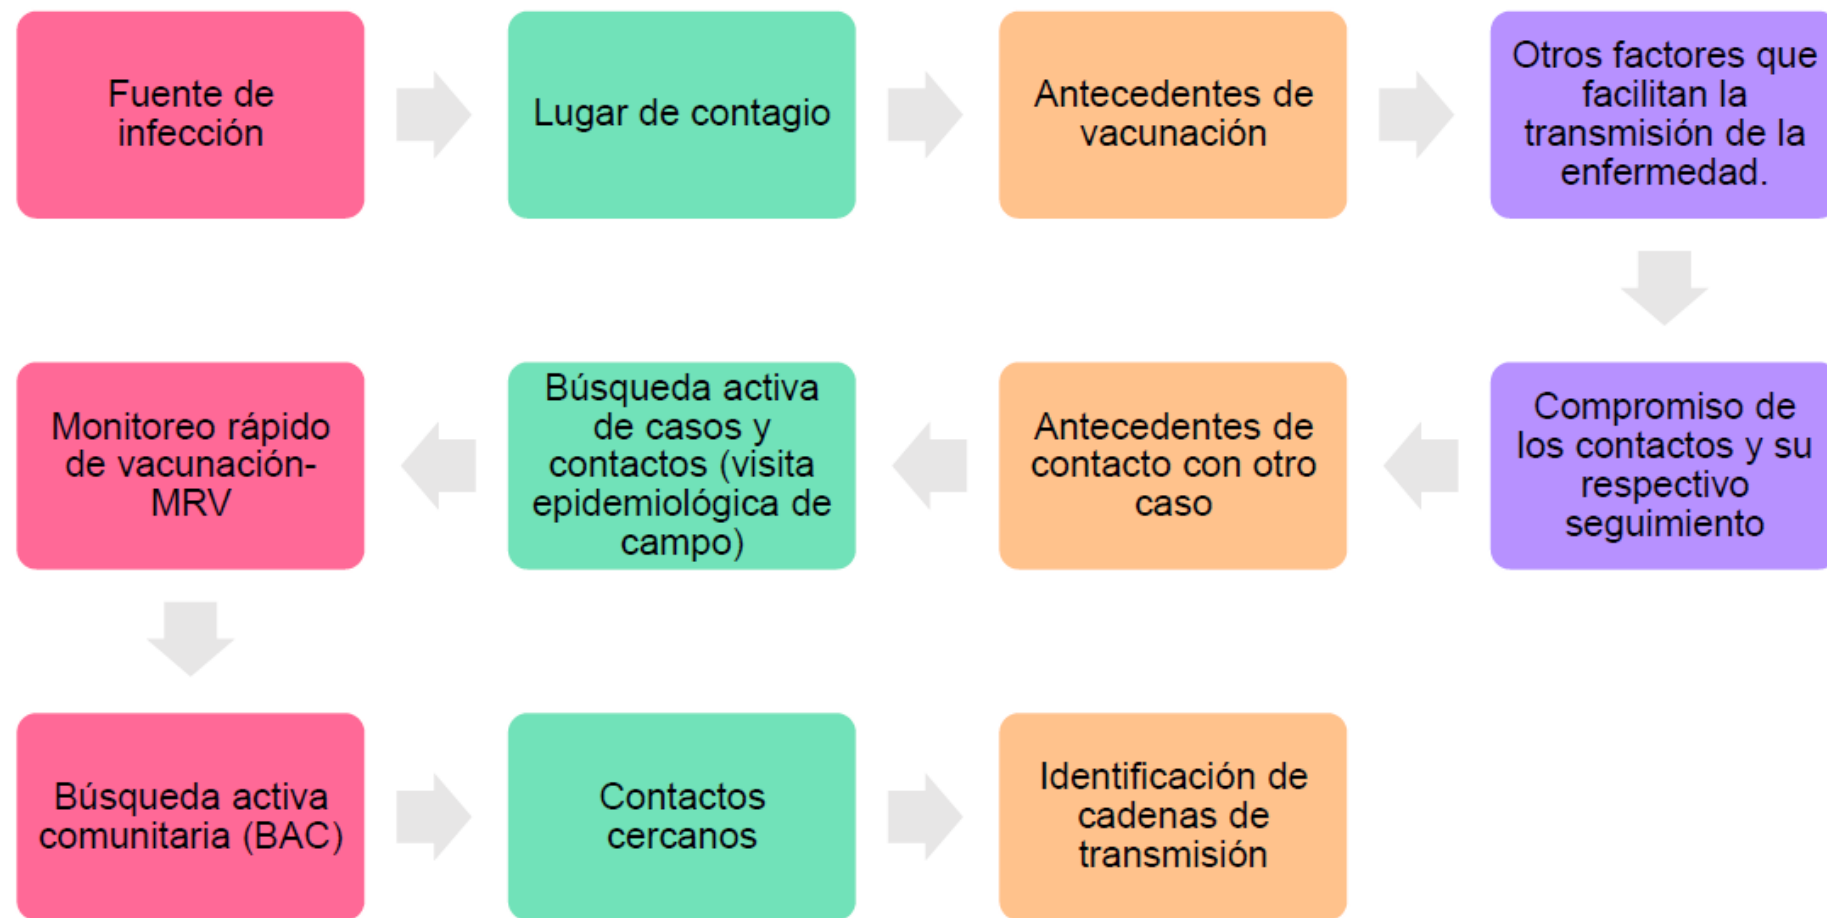 Fuente de
infección
Lugar de contagio
Antecedentes de
vacunación
Otros factores que
facilitan la
transmisión de la
enfermedad.
Compromiso de
los contactos y su
respectivo
seguimiento
Antecedentes de
contacto con otro
caso
Búsqueda activa
de casos y
contactos (visita
epidemiológica de
campo)
Monitoreo rápido
de vacunación-
MRV
Búsqueda activa
comunitaria (BAC)
Contactos
cercanos
Identificación de
cadenas de
transmisión